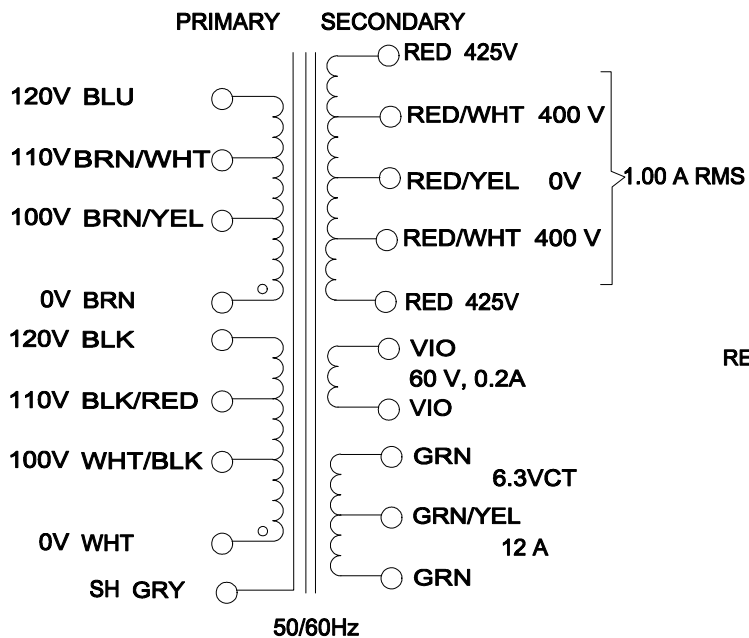 PRIMARY SECONDARY
RED 425V
120V BLU
RED/WHT 400 V
110V BRN/WHT
1.00 A RMS
RED/YEL 0V
100V BRN/YEL
RED/WHT 400 V
0V BRN
RED 425V
120V BLK
VIO
60 V, 0.2A
110V BLK/RED
VIO
100V WHT/BLK
GRN
6.3VCT
GRN/YEL
0V WHT
12 A
GRN
SH GRY
50/60Hz
RE